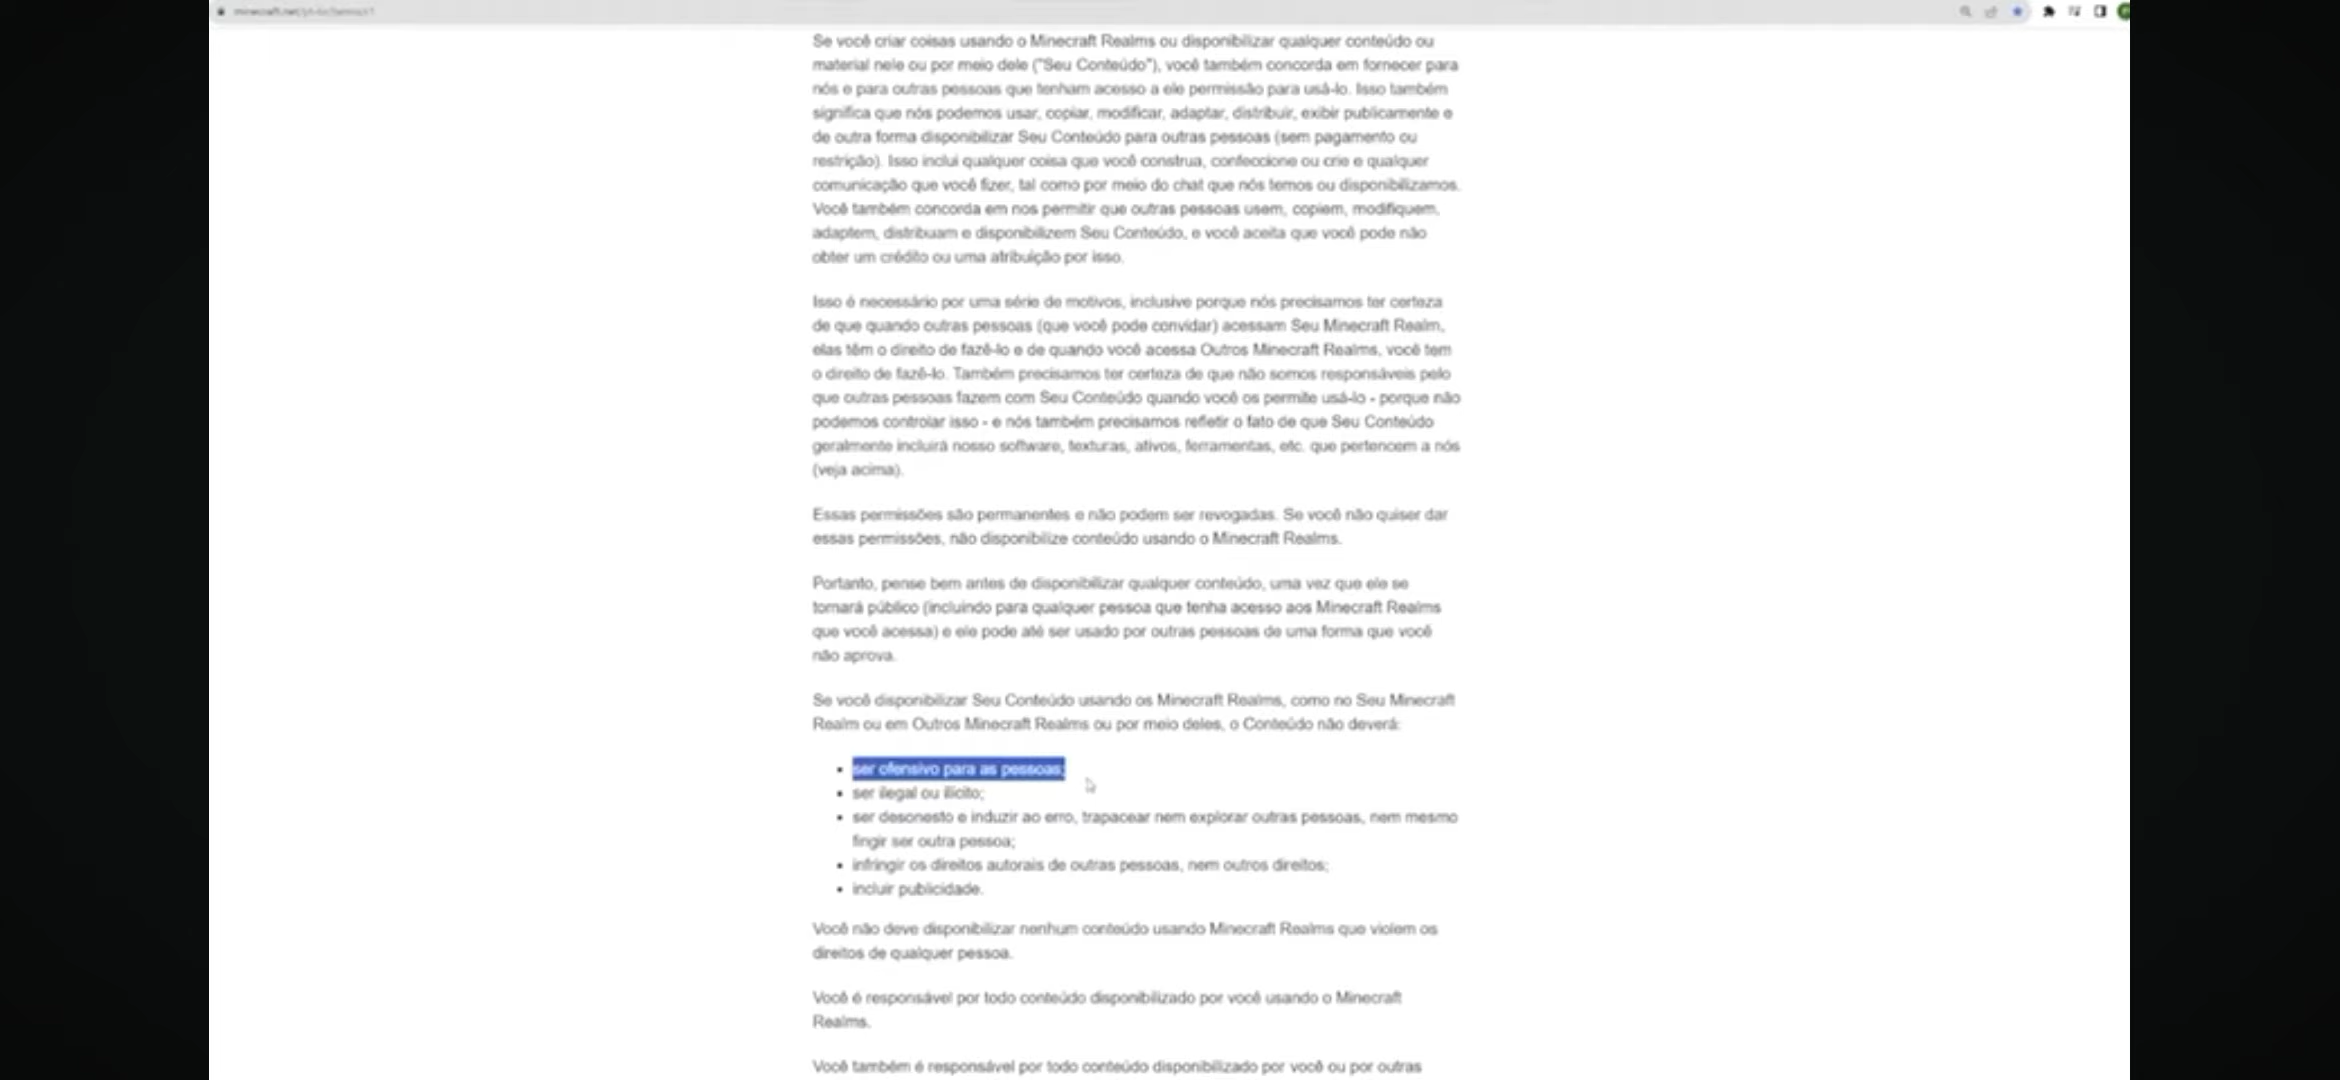 Se você criar coisas usando o Minecraft Realms ou disponibilizar qualquer conteúdo ou
material nele ou por meio dele ("Seu Conteúdo"), você também concorda em fornecer para
nós e para outras pessoas que tenham acesso a ele permissão para usá-lo. Isso também
significa que nós podemos usar, copiar, modificar, adaptar, distribuir, exibir publicamente e
de outra forma disponibilizar Seu Conteúdo para outras pessoas (sem pagamento ou
restrição). Isso inclui qualquer coisa que você construa, confeccione ou crie e qualquer
comunicação que você fizer, tal como por meio do chat que nós temos ou disponibilizamos.
Você também concorda em nos permitir que outras pessoas usem, copiem, modifiquem,
adaptem, distribuam e disponibilizem Seu Conteúdo, e você aceita que você pode não
obter um crédito ou uma atribuição por isso.
Isso é necessário por uma série de motivos, inclusive porque nós precisamos ter certeza
de que quando outras pessoas (que você pode convidar) acessam Seu Minecraft Realm,
elas têm o direito de fazê-lo e de quando você acessa Outros Minecraft Realms, você tem
o direito de fazê-lo. Também precisamos ter certeza de que não somos responsáveis pelo
que outras pessoas fazem com Seu Conteúdo quando você os permite usá-lo - porque não
podemos controlar isso - e nós também precisamos refletir o fato de que Seu Conteúdo
geralmente incluirá nosso software, texturas, ativos, ferramentas, etc. que pertencem a nós
(veja acima).
Essas permissões são permanentes e não podem ser revogadas. Se você não quiser dar
essas permissões, não disponibilize conteúdo usando o Minecraft Realms.
Portanto, pense bem antes de disponibilizar qualquer conteúdo, uma vez que ele se
tornará público (incluindo para qualquer pessoa que tenha acesso aos Minecraft Realms
que você acessa) e ele pode até ser usado por outras pessoas de uma forma que você
não aprova.
Se você disponibilizar Seu Conteúdo usando os Minecraft Realms, como no Seu Minecraft
Realm ou em Outros Minecraft Realms ou por meio deles, o Conteúdo não deverá:
• ser ofensivo para as pessoas;
• ser ilegal ou ilícito;
• ser desonesto e induzir ao erro, trapacear nem explorar outras pessoas, nem mesmo
fingir ser outra pessoa;
• infringir os direitos autorais de outras pessoas, nem outros direitos;
• incluir publicidade.
Você não deve disponibilizar nenhum conteúdo usando Minecraft Realms que violem os
direitos de qualquer pessoa.
Você é responsável por todo conteúdo disponibilizado por você usando o Minecraft
Realms.
Você também é responsável por todo conteúdo disponibilizado por você ou por outras